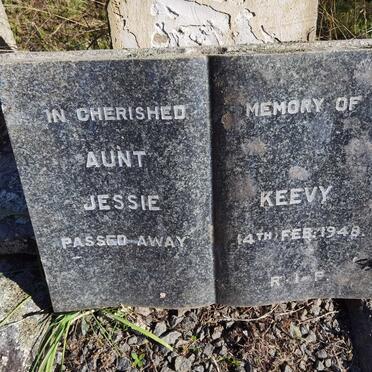 IN CHERISHED MEMORY OF
AUNT
JESSIE KEEVY
PASSED AWAY 14TH FEB. 1948.
R.I.P.